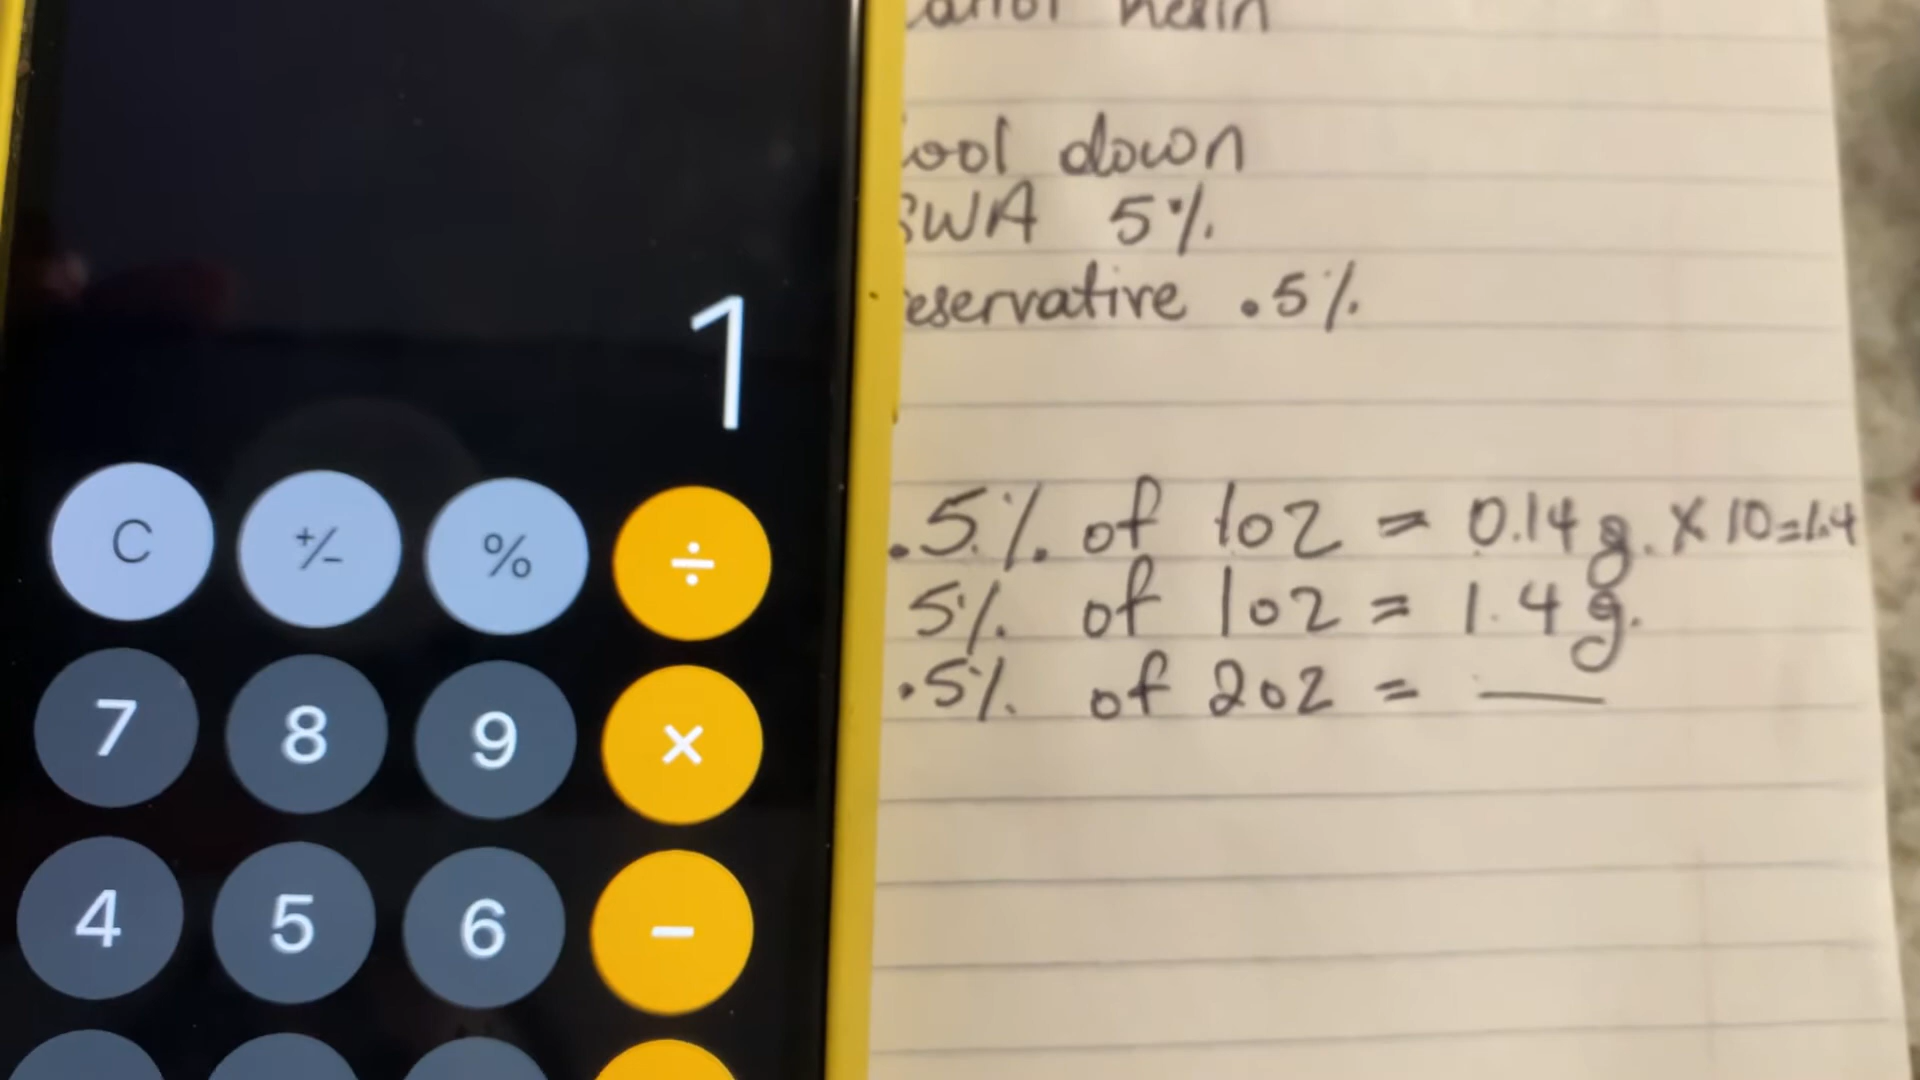 1
C +/- % ÷
7 8 9 ×
4 5 6 −
ool down
SWA 5%.
eservative .5%.
.5%. of 1oz = 0.14g. x 10=1.4
5%. of 1oz = 1.4g.
.5%. of 2oz = ___